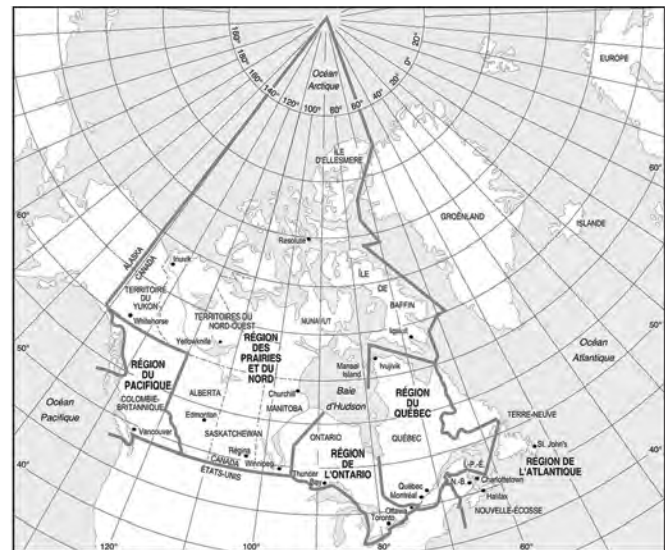 160°
180°
160°
140°
120°
100°
80°
60°
40°
20°
0°
20°
Océan
Arctique
EUROPE
ÎLE
D'ELLESMERE
60°
GROËNLAND
ISLANDE
60°
ALASKA
CANADA
Inuvik
Resolute
ÎLE
DE
BAFFIN
TERRITOIRE
DU
YUKON
Whitehorse
TERRITOIRES DU
NORD-OUEST
NUNAVUT
Iqaluit
50°
Yellowknife
RÉGION
DES
PRAIRIES
ET DU
NORD
Mansel
Island
Ivujivik
Océan
Atlantique
50°
RÉGION
DU
PACIFIQUE
COLOMBIE-
BRITANNIQUE
Océan
Pacifique
ALBERTA
Edmonton
Churchill
MANITOBA
Baie
d'Hudson
RÉGION
DU
QUÉBEC
TERRE-NEUVE
Vancouver
SASKATCHEWAN
ONTARIO
QUÉBEC
St. John's
40°
Régina
CANADA
ÉTATS-UNIS
Winnipeg
Thunder
Bay
RÉGION
DE
L'ONTARIO
Î.-P.-É.
RÉGION DE
L'ATLANTIQUE
40°
Québec
Montréal
N.-B.
Charlottetown
Halifax
Ottawa
Toronto
NOUVELLE-ÉCOSSE
120°
100°
80°
60°